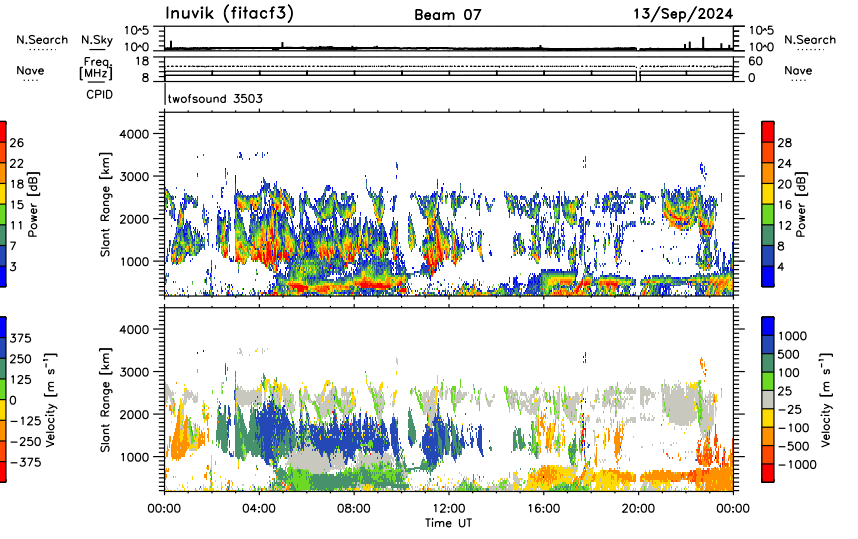 Inuvik (fitacf3) Beam 07 13/Sep/2024
N.Search N.Sky 10^5 10^0 10^5 10^0 N.Search
Nave Freq. [MHz] 18 8 60 0 Nave
CPID twofsound 3503
Slant Range [km] 4000 3000 2000 1000
Power [dB] 26 22 18 15 11 7 3
Power [dB] 28 24 20 16 12 8 4
Slant Range [km] 4000 3000 2000 1000
Velocity [m s⁻¹] 375 250 125 0 −125 −250 −375
Velocity [m s⁻¹] 1000 500 100 25 −25 −100 −500 −1000
00:00 04:00 08:00 12:00 16:00 20:00 00:00
Time UT